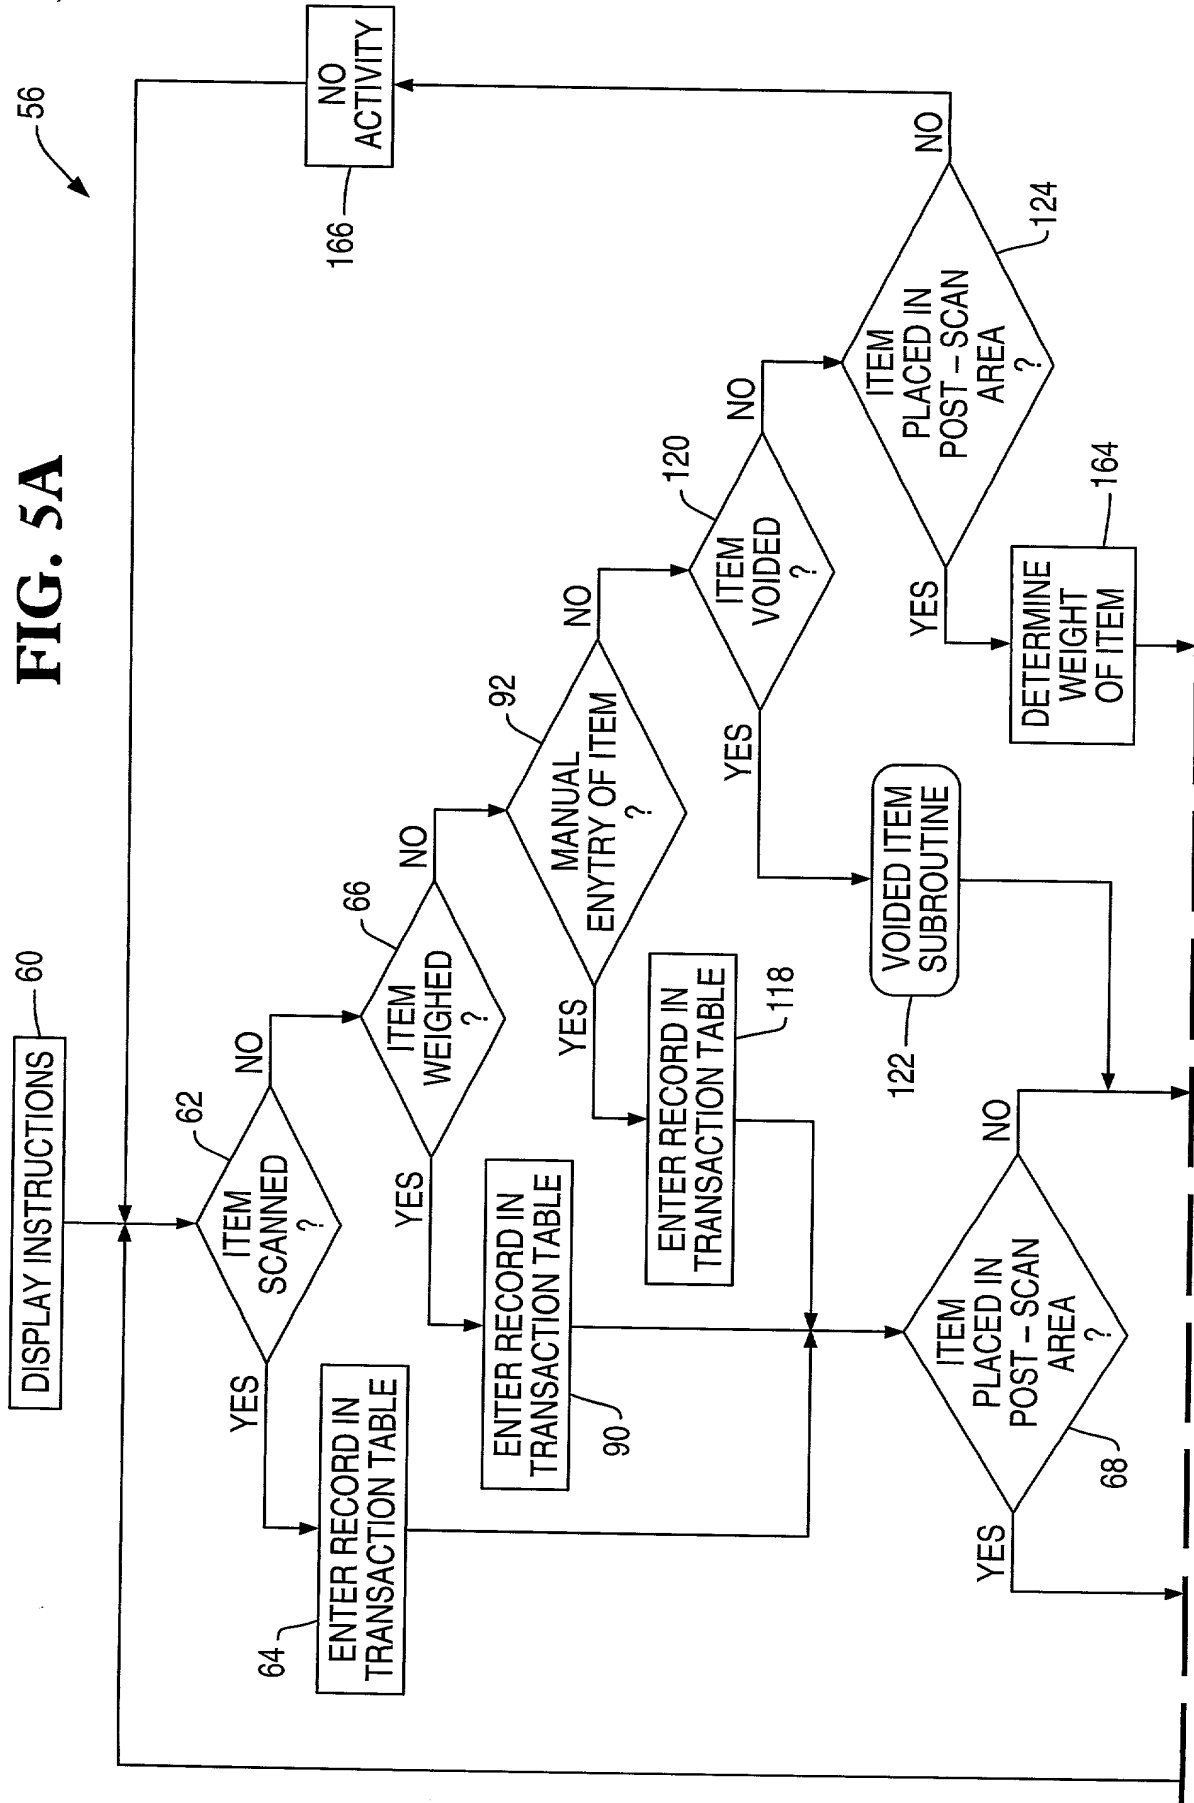 FIG. 5A
56
DISPLAY INSTRUCTIONS
60
ITEM
SCANNED
?
62
YES
NO
ENTER RECORD IN
TRANSACTION TABLE
64
ITEM
WEIGHED
?
66
YES
NO
ENTER RECORD IN
TRANSACTION TABLE
90
MANUAL
ENYTRY OF ITEM
?
92
YES
NO
ENTER RECORD IN
TRANSACTION TABLE
118
ITEM
VOIDED
?
120
YES
NO
VOIDED ITEM
SUBROUTINE
122
ITEM
PLACED IN
POST – SCAN
AREA
?
124
YES
NO
NO
ACTIVITY
166
DETERMINE
WEIGHT
OF ITEM
164
ITEM
PLACED IN
POST – SCAN
AREA
?
68
YES
NO